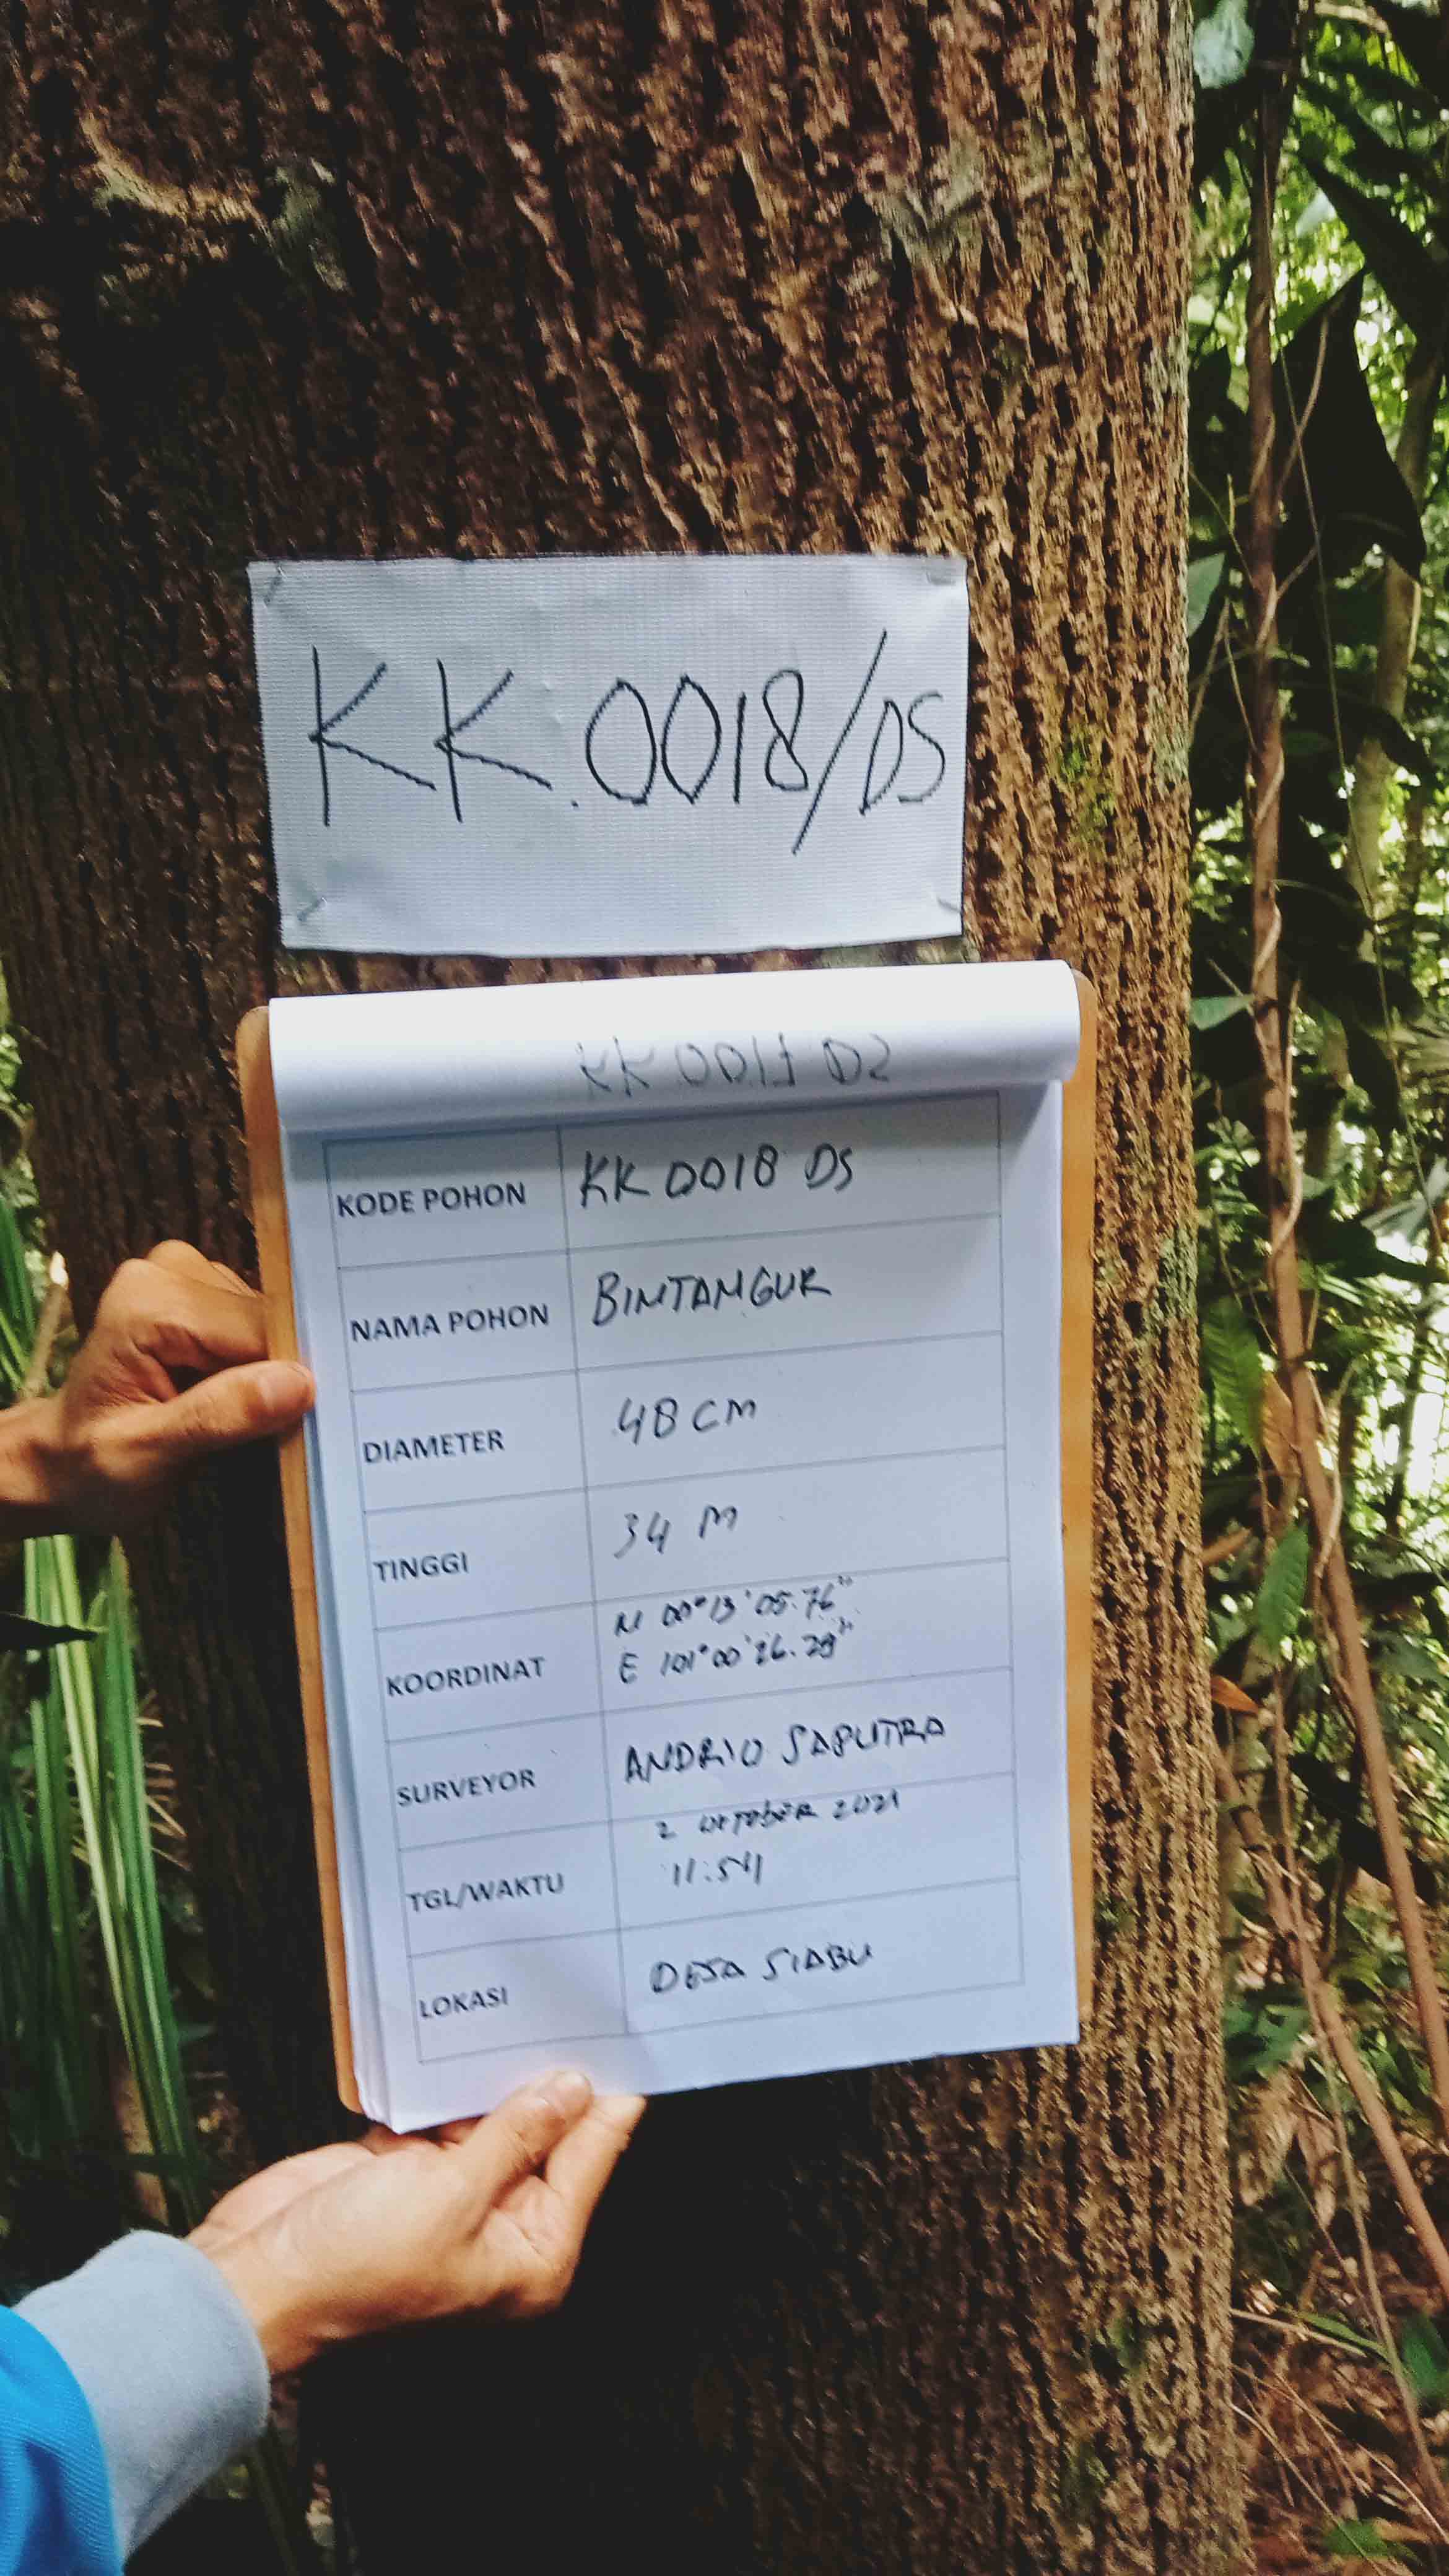 KK.0018/DS
KK 0017 DS
KODE POHON KK 0018 DS
NAMA POHON BINTANGUR
DIAMETER 48 CM
TINGGI 34 M
KOORDINAT N 00°13'05.76"
E 101°00'26.28"
SURVEYOR ANDRIO SAPUTRA
TGL/WAKTU 2 OKTOBER 2021
11:54
LOKASI DESA SIABU